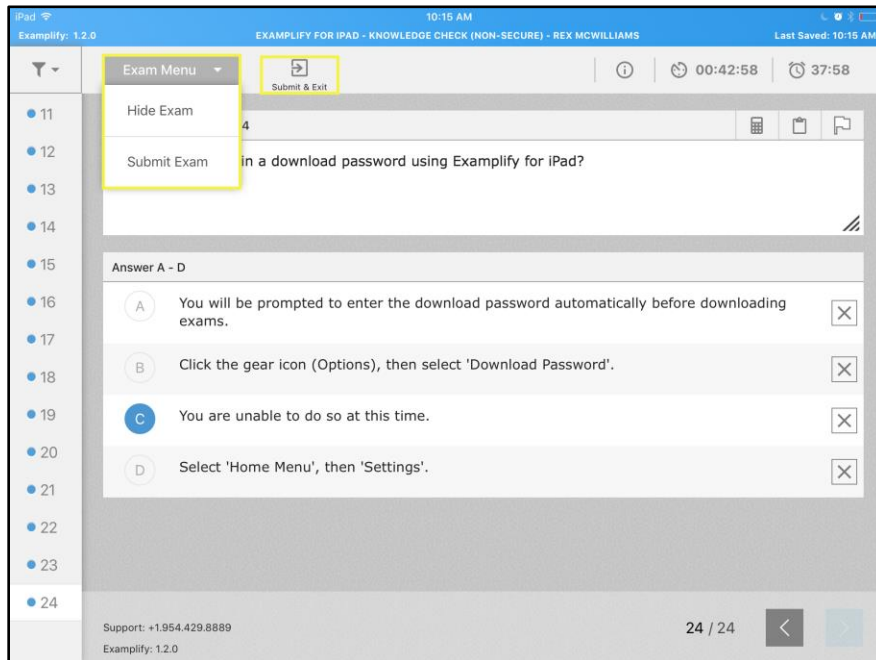 iPad
10:15 AM
Examplify: 1.2.0
EXAMPLIFY FOR IPAD - KNOWLEDGE CHECK (NON-SECURE) - REX MCWILLIAMS
Last Saved: 10:15 AM
Exam Menu
Submit & Exit
00:42:58
37:58
Hide Exam
Submit Exam
4
in a download password using Examplify for iPad?
11
12
13
14
15
16
17
18
19
20
21
22
23
24
Answer A - D
A
You will be prompted to enter the download password automatically before downloading
exams.
B
Click the gear icon (Options), then select 'Download Password'.
C
You are unable to do so at this time.
D
Select 'Home Menu', then 'Settings'.
Support: +1.954.429.8889
Examplify: 1.2.0
24 / 24